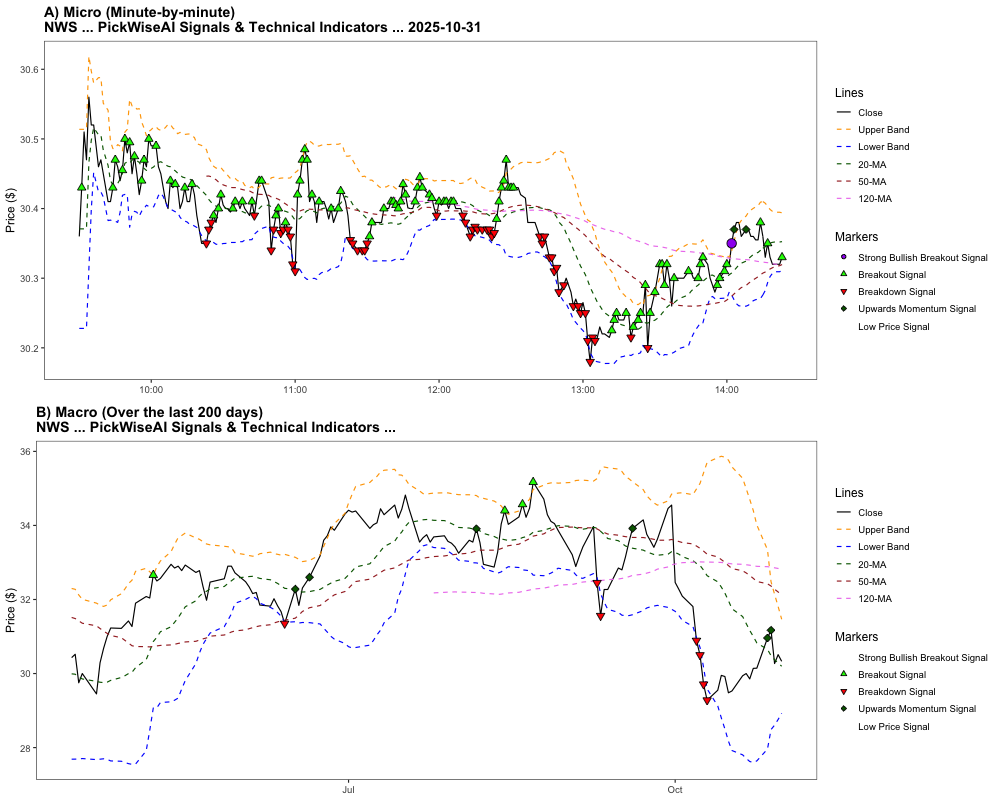 A) Micro (Minute-by-minute)
NWS ... PickWiseAI Signals & Technical Indicators ... 2025-10-31
Price ($)
30.6
30.5
30.4
30.3
30.2
10:00
11:00
12:00
13:00
14:00
Lines
Close
Upper Band
Lower Band
20-MA
50-MA
120-MA
Markers
Strong Bullish Breakout Signal
Breakout Signal
Breakdown Signal
Upwards Momentum Signal
Low Price Signal
B) Macro (Over the last 200 days)
NWS ... PickWiseAI Signals & Technical Indicators ...
Price ($)
36
34
32
30
28
Jul
Oct
Lines
Close
Upper Band
Lower Band
20-MA
50-MA
120-MA
Markers
Strong Bullish Breakout Signal
Breakout Signal
Breakdown Signal
Upwards Momentum Signal
Low Price Signal